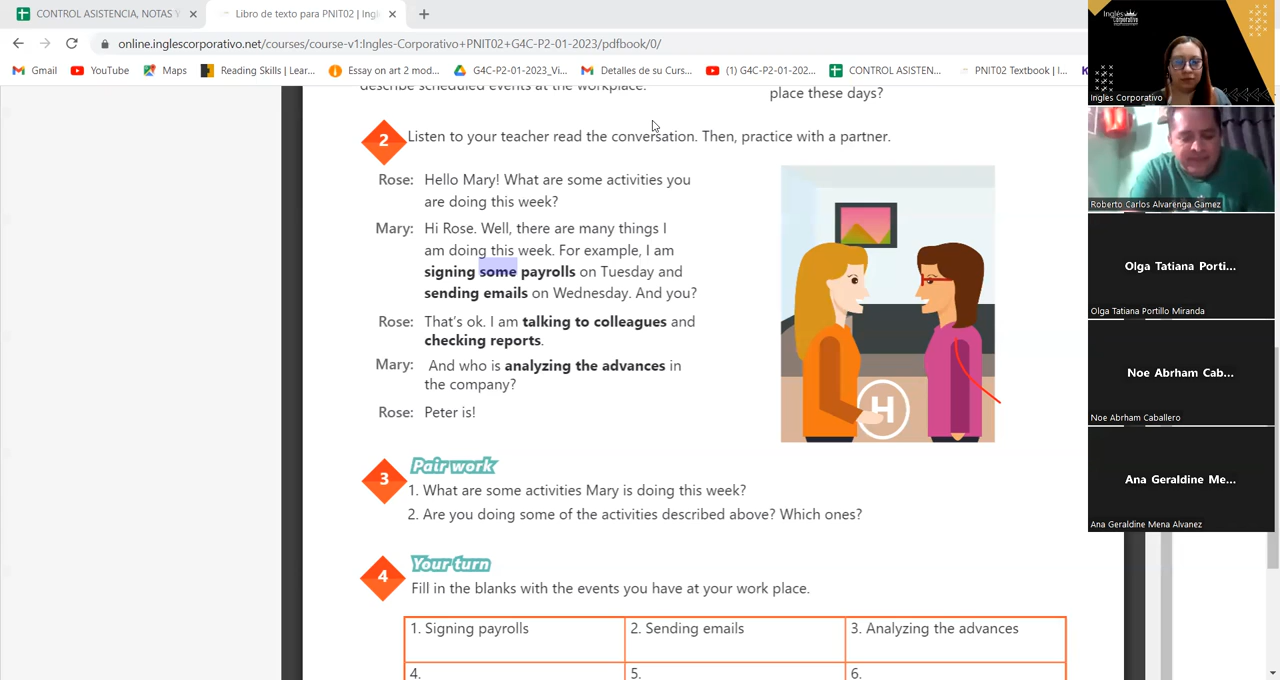 CONTROL ASISTENCIA, NOTAS Y
Libro de texto para PNIT02 | Ingl
online.inglescorporativo.net/courses/course-v1:Ingles-Corporativo+PNIT02+G4C-P2-01-2023/pdfbook/0/
Gmail
YouTube
Maps
Reading Skills | Lear...
Essay on art 2 mod...
G4C-P2-01-2023_Vi...
Detalles de su Curs...
(1) G4C-P2-01-202...
CONTROL ASISTEN...
PNIT02 Textbook | I...
describe scheduled events at the workplace.
place these days?
2
Listen to your teacher read the conversation. Then, practice with a partner.
Rose: Hello Mary! What are some activities you
are doing this week?
Mary: Hi Rose. Well, there are many things I
am doing this week. For example, I am
signing some payrolls on Tuesday and
sending emails on Wednesday. And you?
Rose: That's ok. I am talking to colleagues and
checking reports.
Mary: And who is analyzing the advances in
the company?
Rose: Peter is!
H
3
Pair work
1. What are some activities Mary is doing this week?
2. Are you doing some of the activities described above? Which ones?
4
Your turn
Fill in the blanks with the events you have at your work place.
1. Signing payrolls
2. Sending emails
3. Analyzing the advances
4.
5.
6.
Inglés
Corporativo
Ingles Corporativo
Roberto Carlos Alvarenga Gamez
Olga Tatiana Porti...
Olga Tatiana Portillo Miranda
Noe Abrham Cab...
Noe Abrham Caballero
Ana Geraldine Me...
Ana Geraldine Mena Alvanez